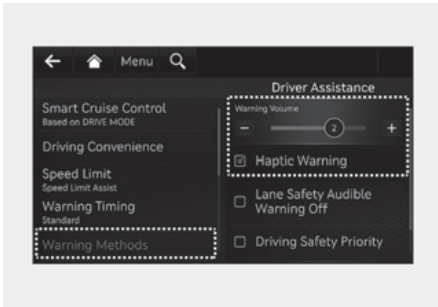 Menu
Driver Assistance
Smart Cruise Control
Based on DRIVE MODE
Driving Convenience
Speed Limit
Speed Limit Assist
Warning Timing
Standard
Warning Methods
Warning Volume
− 2 +
Haptic Warning
Lane Safety Audible
Warning Off
Driving Safety Priority